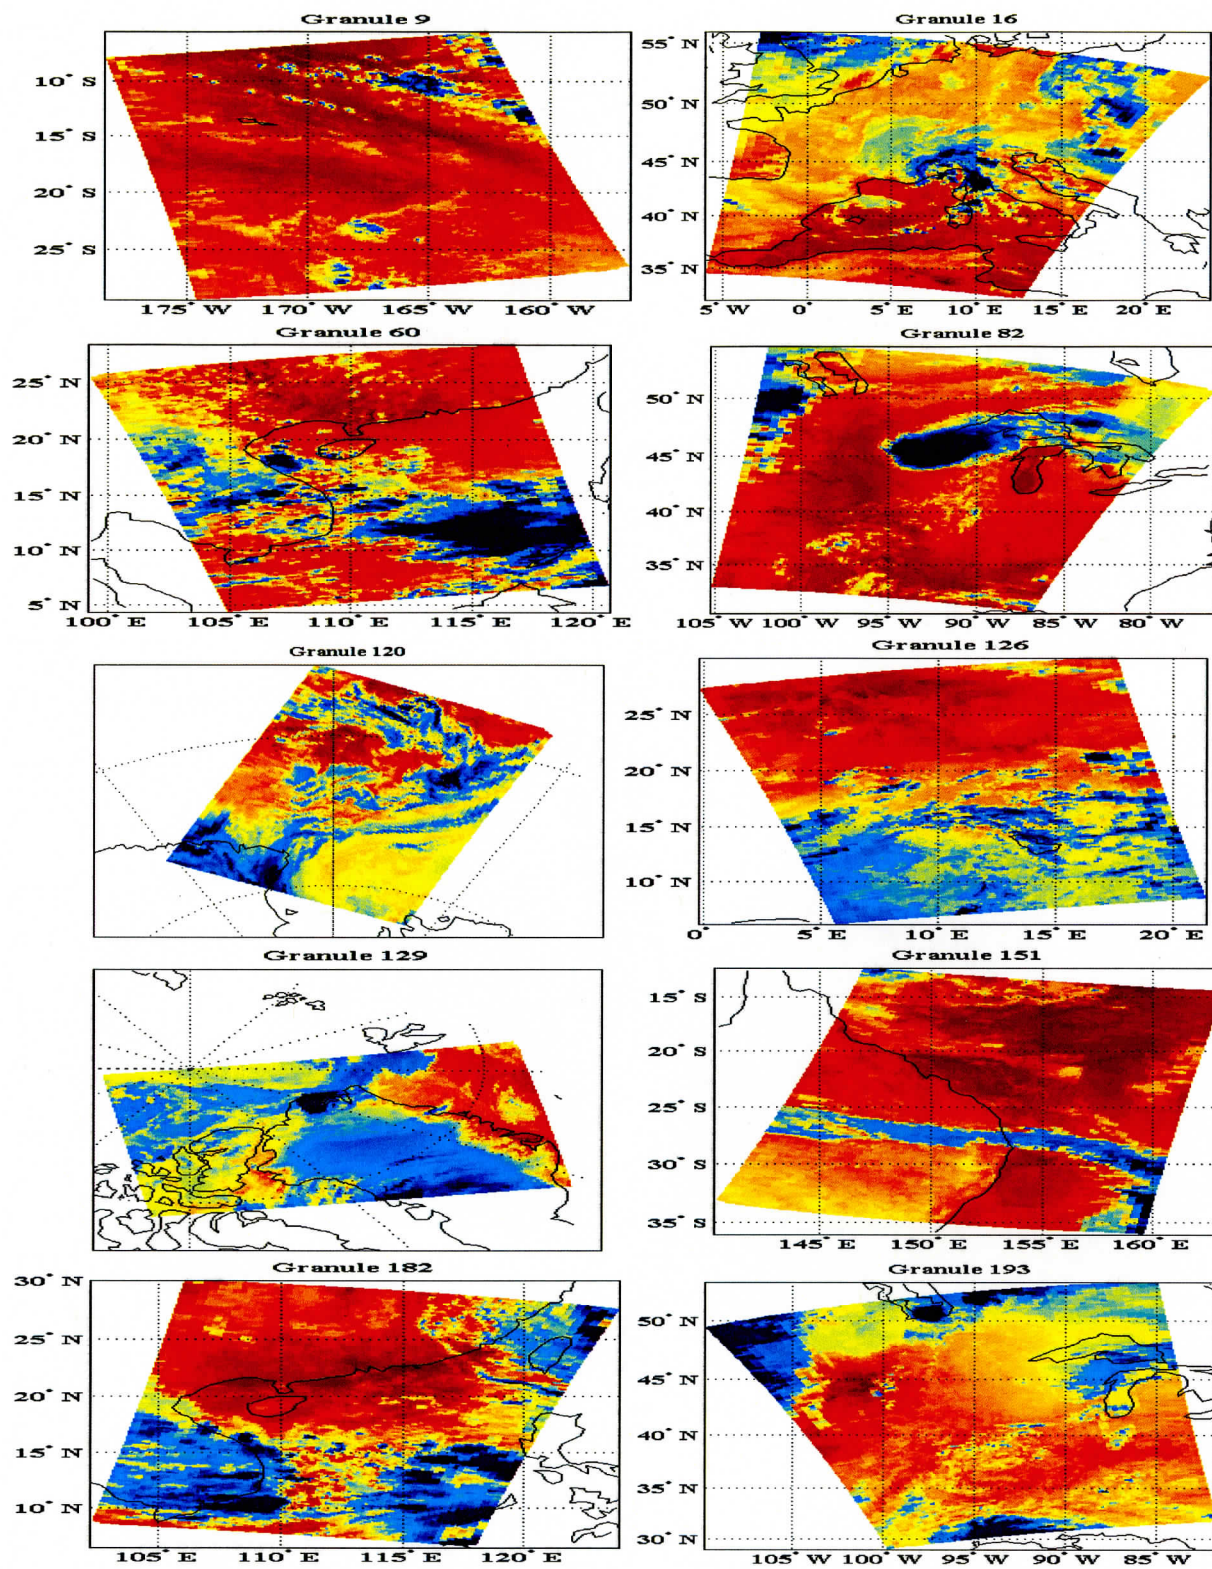 Granule 9
10° S
15° S
20° S
25° S
175° W 170° W 165° W 160° W
Granule 16
55° N
50° N
45° N
40° N
35° N
5° W 0° 5° E 10° E 15° E 20° E
Granule 60
25° N
20° N
15° N
10° N
5° N
100° E 105° E 110° E 115° E 120° E
Granule 82
50° N
45° N
40° N
35° N
105° W 100° W 95° W 90° W 85° W 80° W
Granule 120
Granule 126
25° N
20° N
15° N
10° N
0° 5° E 10° E 15° E 20° E
Granule 129
Granule 151
15° S
20° S
25° S
30° S
35° S
145° E 150° E 155° E 160° E
Granule 182
30° N
25° N
20° N
15° N
10° N
105° E 110° E 115° E 120° E
Granule 193
50° N
45° N
40° N
35° N
30° N
105° W 100° W 95° W 90° W 85° W